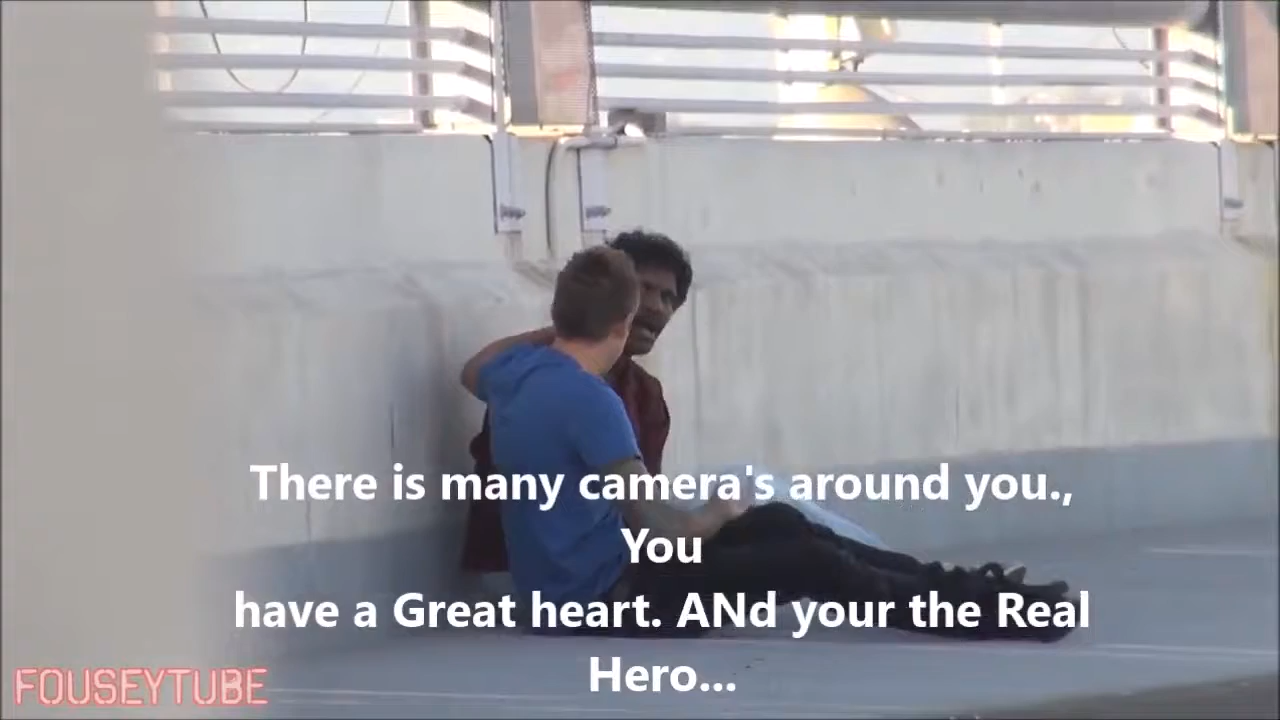 There is many camera's around you.,
You
have a Great heart. ANd your the Real
Hero...
FOUSEYTUBE